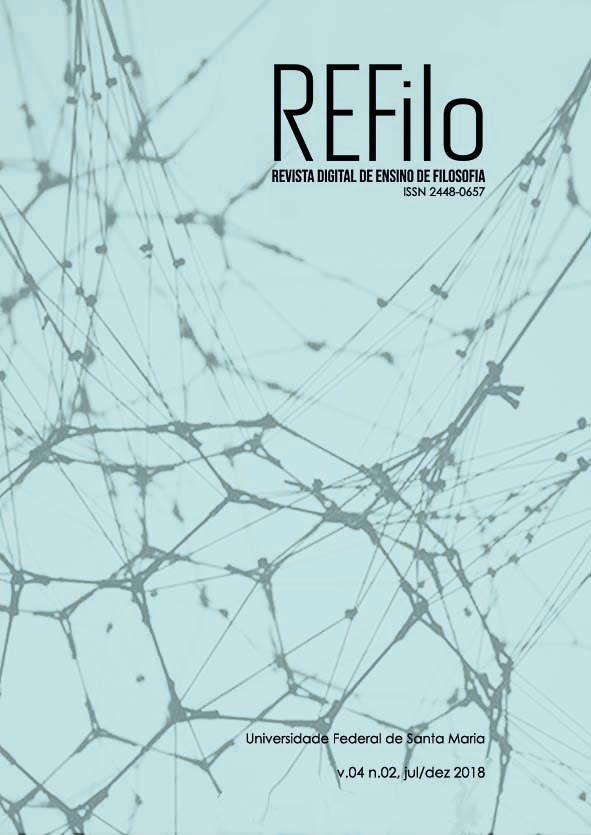 REFilo
REVISTA DIGITAL DE ENSINO DE FILOSOFIA
ISSN 2448-0657
Universidade Federal de Santa Maria
v.04 n.02, jul/dez 2018